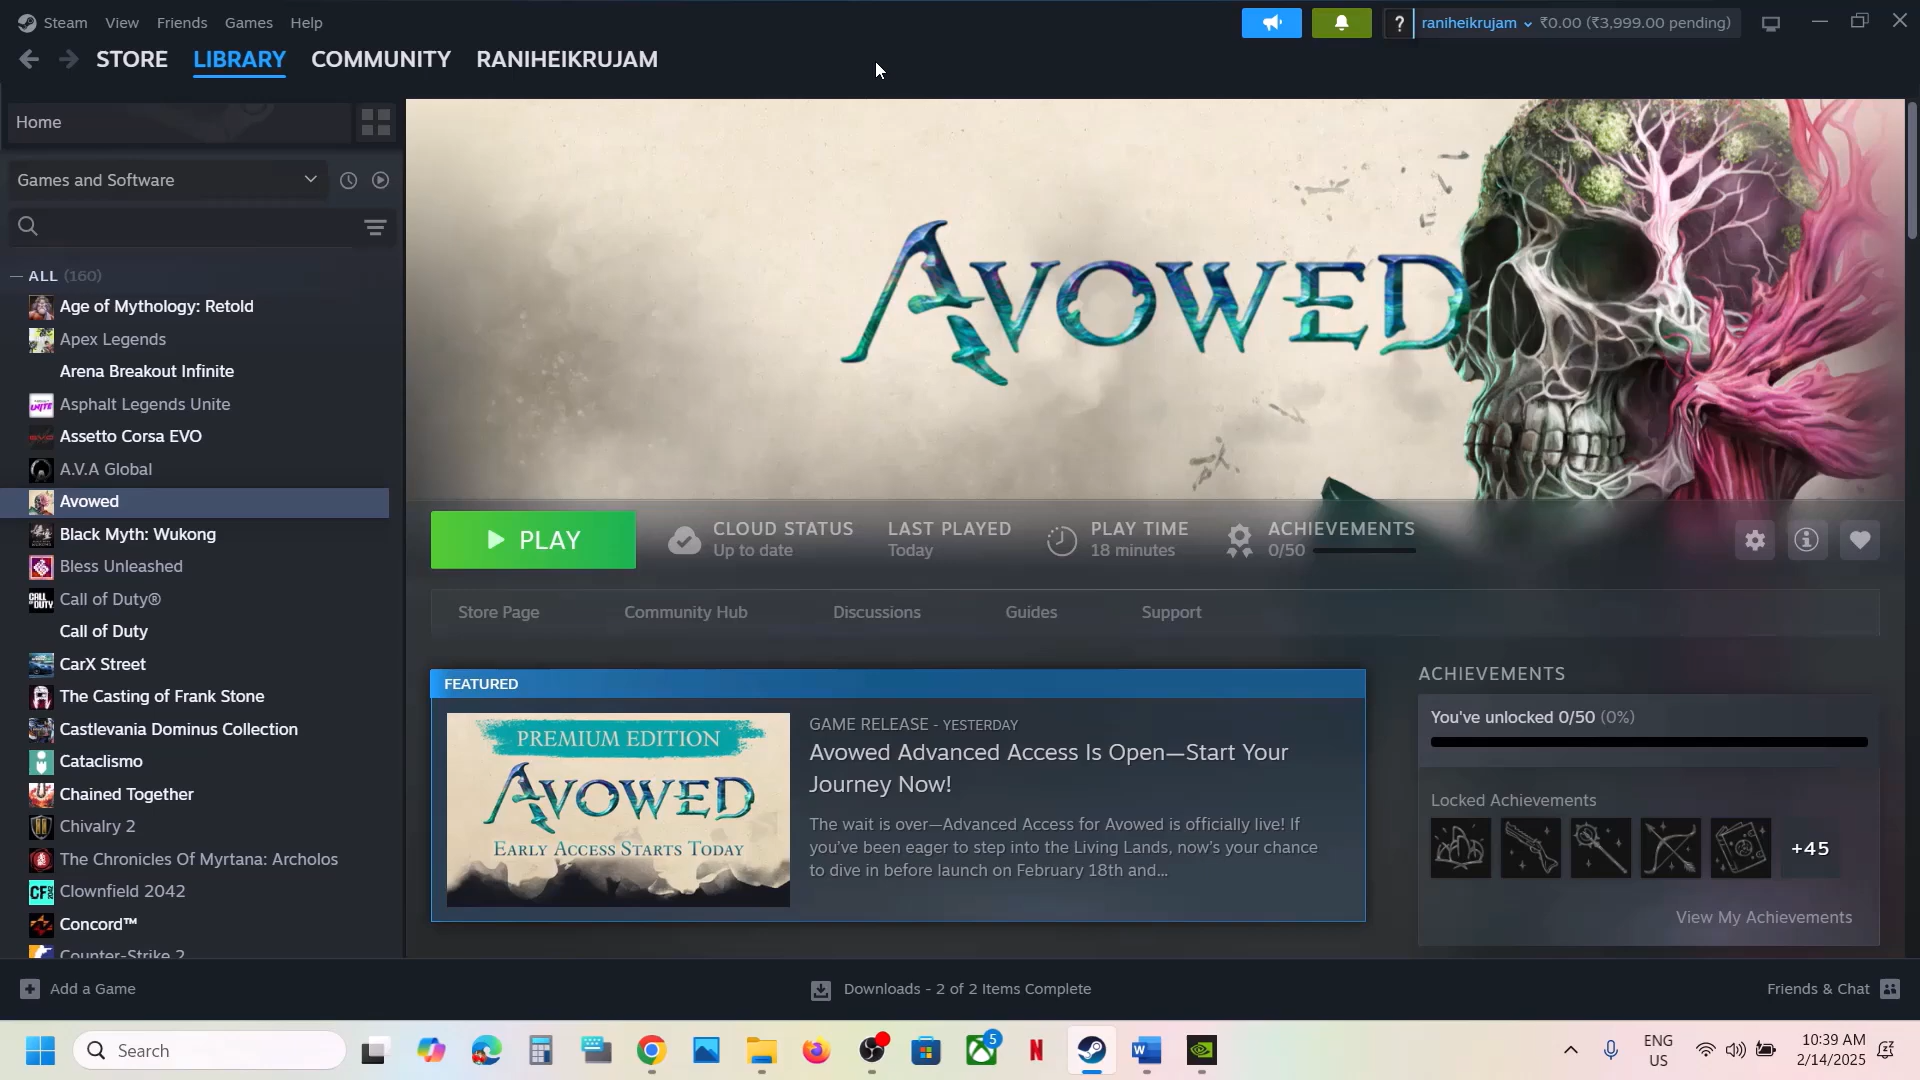 Steam View Friends Games Help
? raniheikrujam ₹0.00 (₹3,999.00 pending)
STORE LIBRARY COMMUNITY RANIHEIKRUJAM
Home
Games and Software
— ALL (160)
Age of Mythology: Retold
Apex Legends
Arena Breakout Infinite
Asphalt Legends Unite
Assetto Corsa EVO
A.V.A Global
Avowed
Black Myth: Wukong
Bless Unleashed
Call of Duty®
Call of Duty
CarX Street
The Casting of Frank Stone
Castlevania Dominus Collection
Cataclismo
Chained Together
Chivalry 2
The Chronicles Of Myrtana: Archolos
Clownfield 2042
Concord™
Counter-Strike 2
AVOWED
PLAY
CLOUD STATUS
Up to date
LAST PLAYED
Today
PLAY TIME
18 minutes
ACHIEVEMENTS
0/50
Store Page Community Hub Discussions Guides Support
FEATURED
PREMIUM EDITION
AVOWED
EARLY ACCESS STARTS TODAY
GAME RELEASE - YESTERDAY
Avowed Advanced Access Is Open—Start Your
Journey Now!
The wait is over—Advanced Access for Avowed is officially live! If
you've been eager to step into the Living Lands, now's your chance
to dive in before launch on February 18th and...
ACHIEVEMENTS
You've unlocked 0/50 (0%)
Locked Achievements
+45
View My Achievements
Add a Game
Downloads - 2 of 2 Items Complete
Friends & Chat
Search
5
ENG
US
10:39 AM
2/14/2025